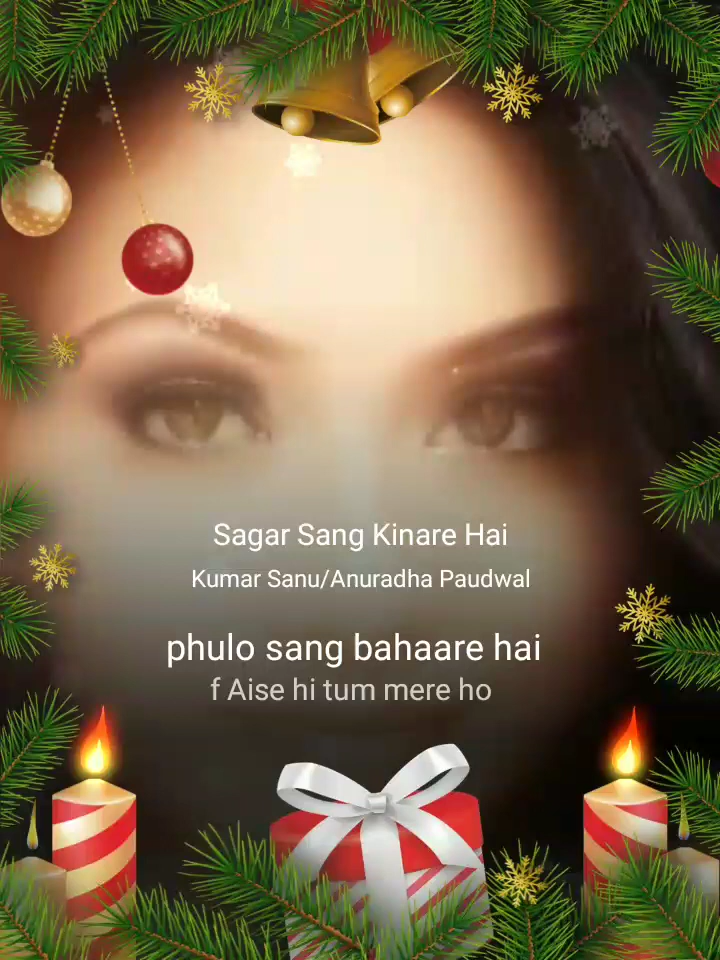 Sagar Sang Kinare Hai
Kumar Sanu/Anuradha Paudwal
phulo sang bahaare hai
f Aise hi tum mere ho